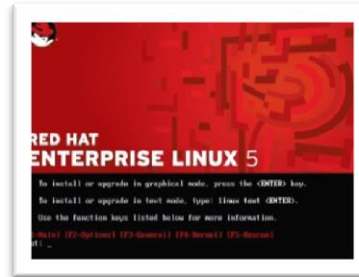 RED HAT
ENTERPRISE LINUX 5
To install or upgrade in graphical mode, press the <ENTER> key.
To install or upgrade in text mode, type: linux text <ENTER>.
Use the function keys listed below for more information.
-Main] [F2-Options] [F3-General] [F4-Kernel] [F5-Rescue]
ot: _